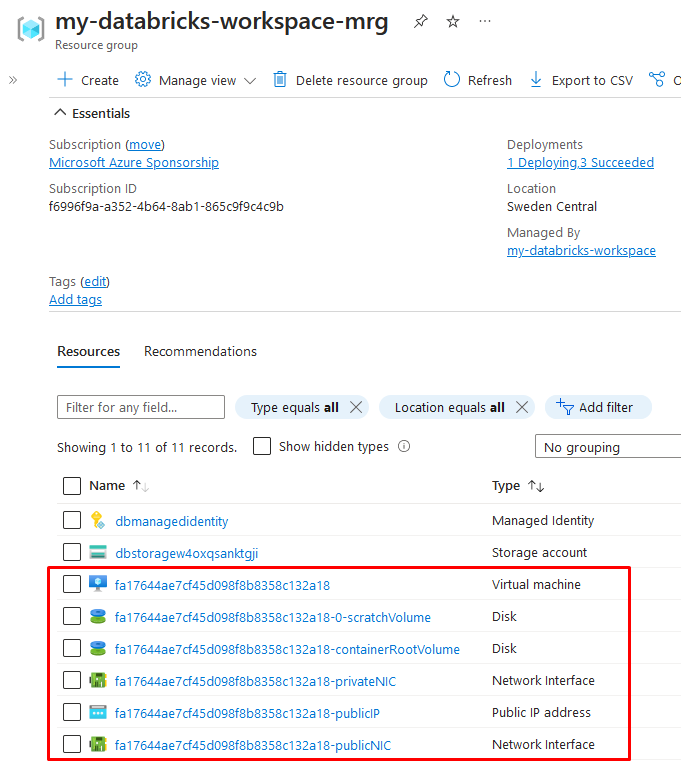 my-databricks-workspace-mrg
Resource group
Create Manage view Delete resource group Refresh Export to CSV
Essentials
Subscription (move)
Microsoft Azure Sponsorship
Subscription ID
f6996f9a-a352-4b64-8ab1-865c9f9c4c9b
Deployments
1 Deploying,3 Succeeded
Location
Sweden Central
Managed By
my-databricks-workspace
Tags (edit)
Add tags
Resources Recommendations
Filter for any field... Type equals all Location equals all Add filter
Showing 1 to 11 of 11 records. Show hidden types No grouping
Name Type
dbmanagedidentity Managed Identity
dbstoragew4oxqsanktgji Storage account
fa17644ae7cf45d098f8b8358c132a18 Virtual machine
fa17644ae7cf45d098f8b8358c132a18-0-scratchVolume Disk
fa17644ae7cf45d098f8b8358c132a18-containerRootVolume Disk
fa17644ae7cf45d098f8b8358c132a18-privateNIC Network Interface
fa17644ae7cf45d098f8b8358c132a18-publicIP Public IP address
fa17644ae7cf45d098f8b8358c132a18-publicNIC Network Interface